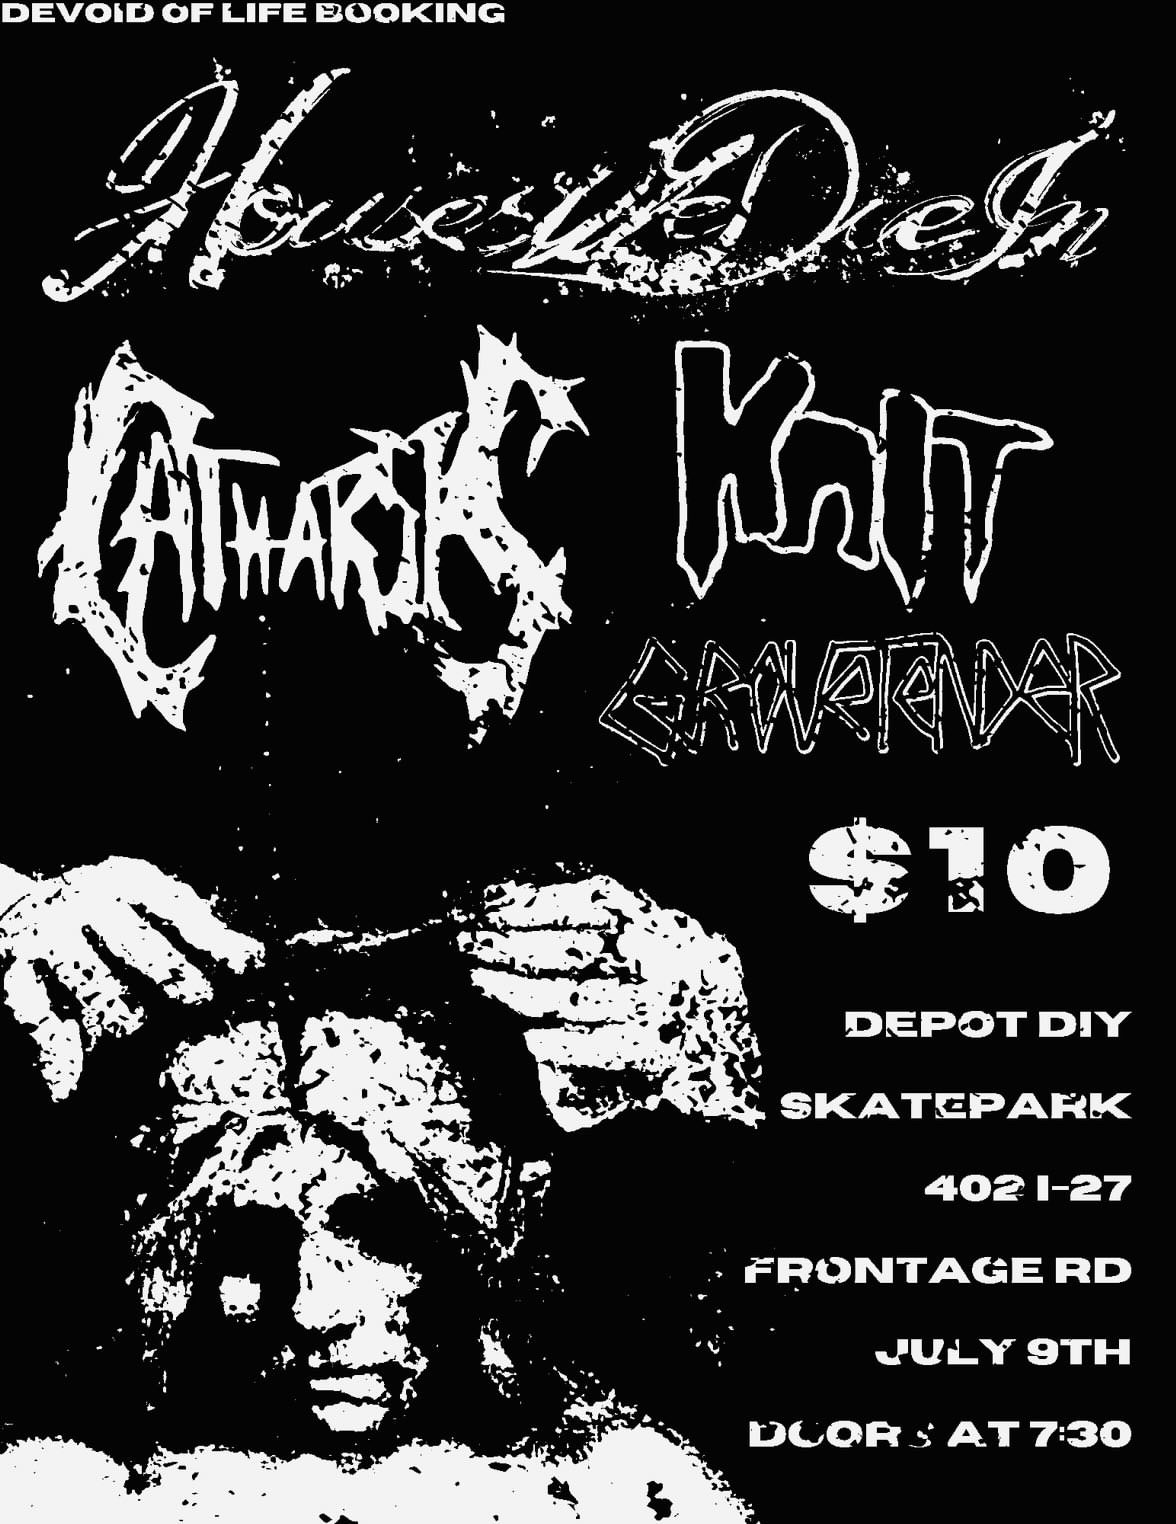 DEVOID OF LIFE BOOKING
Houses We Die In
CATHARSIS
KNIT
GRAVETENDER
$10
DEPOT DIY
SKATEPARK
402 I-27
FRONTAGE RD
JULY 9TH
DOORS AT 7:30